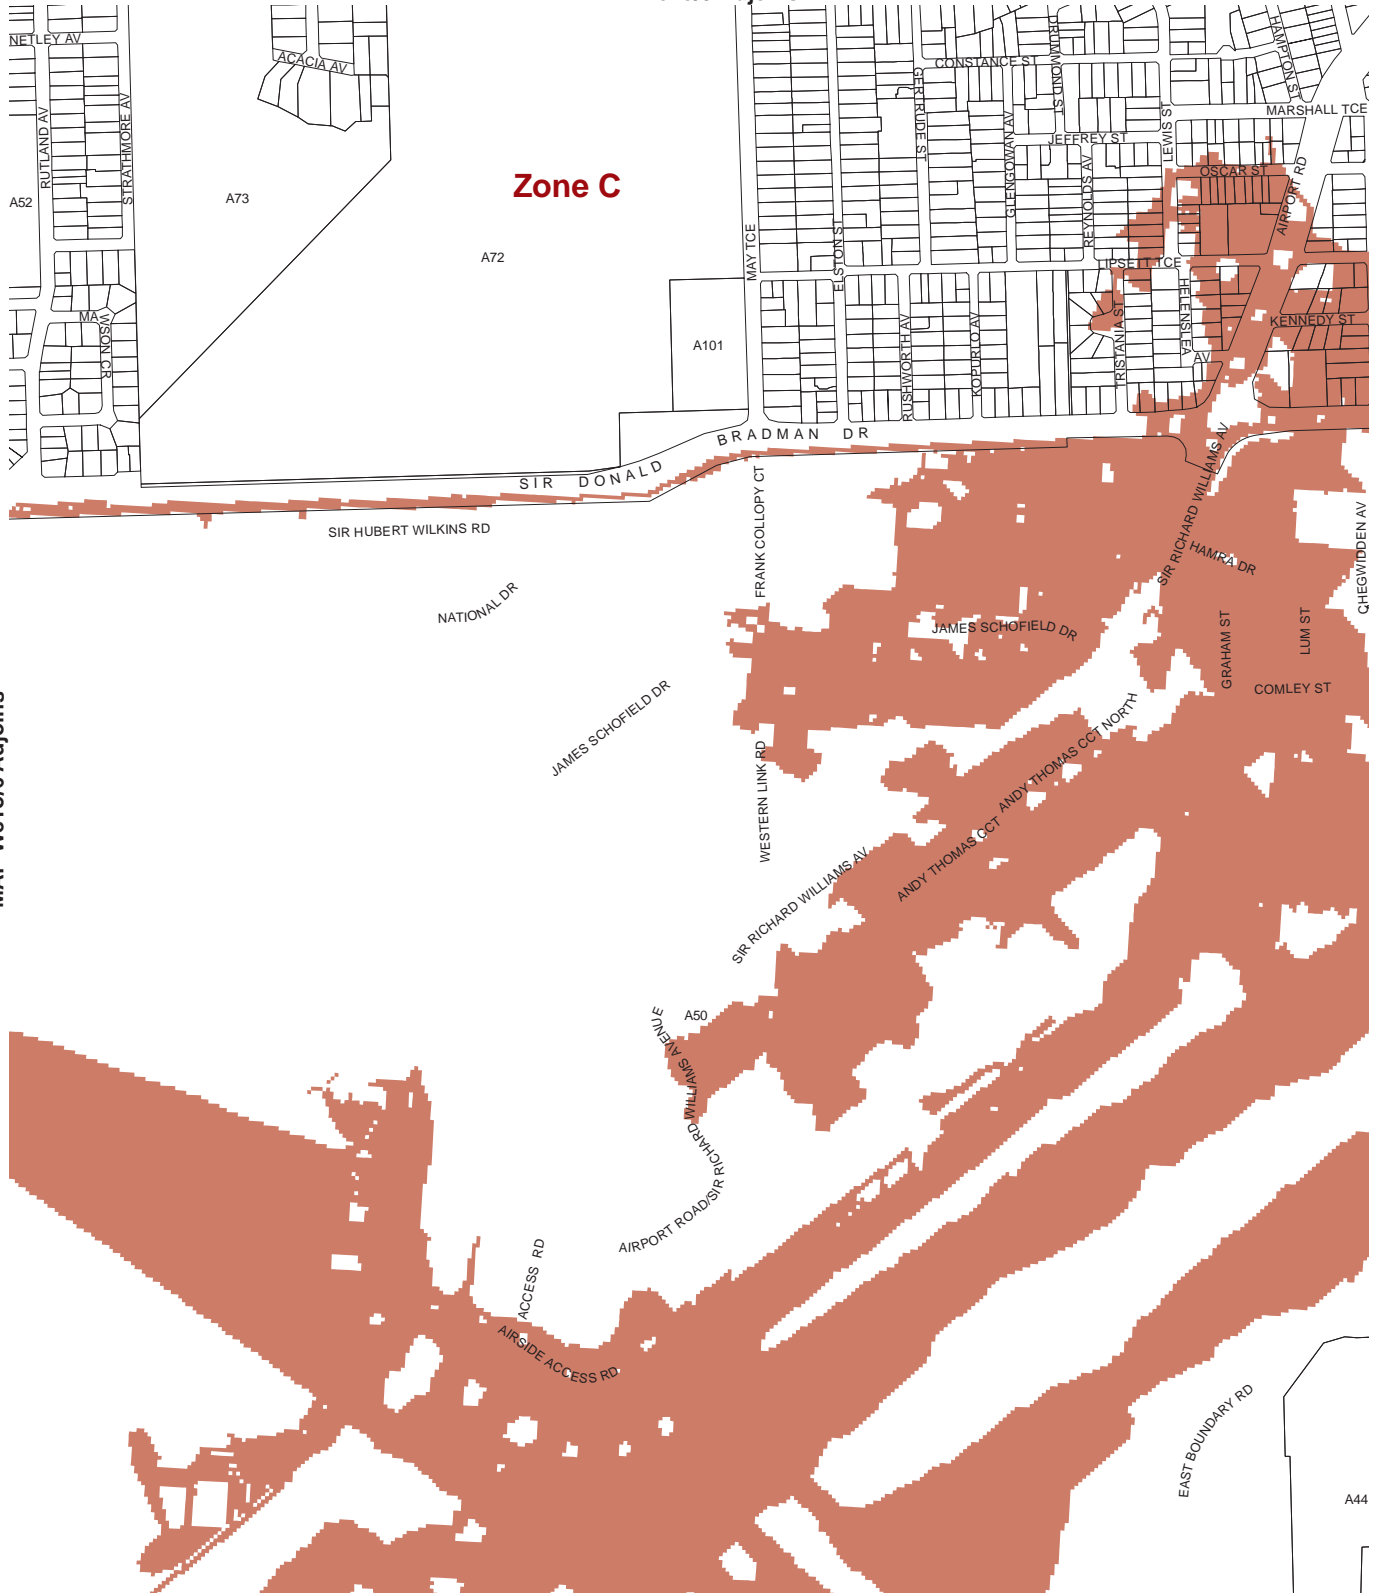 NETLEY AV
ACACIA AV
RUTLAND AV
STRATHMORE AV
A52
A73
Zone C
A72
MAWSON CR
A101
MAY TCE
ELSTON ST
GERTRUDE ST
CONSTANCE ST
DRUMMOND ST
GLENGOWAN AV
JEFFREY ST
REYNOLDS AV
LEWIS ST
HAMPTON ST
MARSHALL TCE
OSCAR ST
AIRPORT RD
LIPSETT TCE
RUSHWORTH AV
KOPURLO AV
TRISTANIA ST
HELENSLEA AV
KENNEDY ST
SIR DONALD BRADMAN DR
SIR HUBERT WILKINS RD
NATIONAL DR
FRANK COLLOPY CT
SIR RICHARD WILLIAMS AV
HAMRA DR
CHEGWIDDEN AV
JAMES SCHOFIELD DR
GRAHAM ST
LUM ST
COMLEY ST
JAMES SCHOFIELD DR
WESTERN LINK RD
ANDY THOMAS CCT NORTH
ANDY THOMAS CCT
SIR RICHARD WILLIAMS AV
A50
AIRPORT ROAD/SIR RICHARD WILLIAMS AVENUE
ACCESS RD
AIRSIDE ACCESS RD
EAST BOUNDARY RD
A44